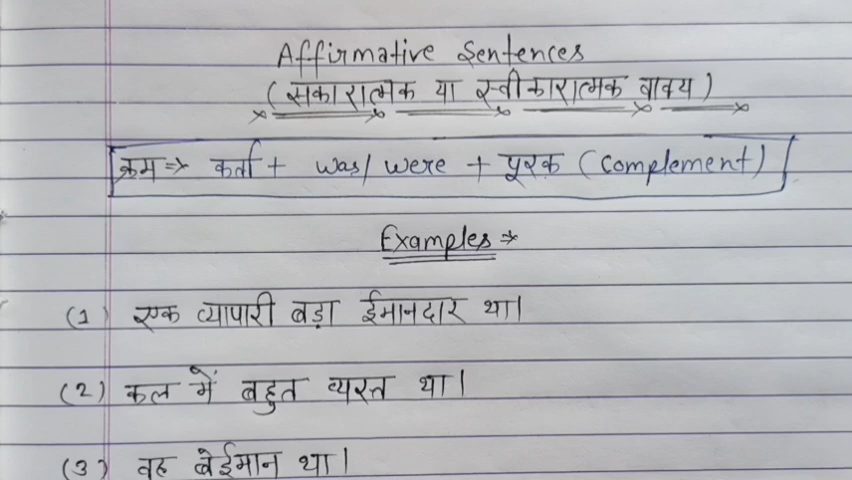 Affirmative Sentences
(सकारात्मक या स्वीकारात्मक वाक्य)
क्रम ⇒ कर्ता + was/were + पूरक (complement)
Examples ⇒
(1) एक व्यापारी बड़ा ईमानदार था।
(2) कल में बहुत व्यस्त था।
(3) वह बेईमान था।